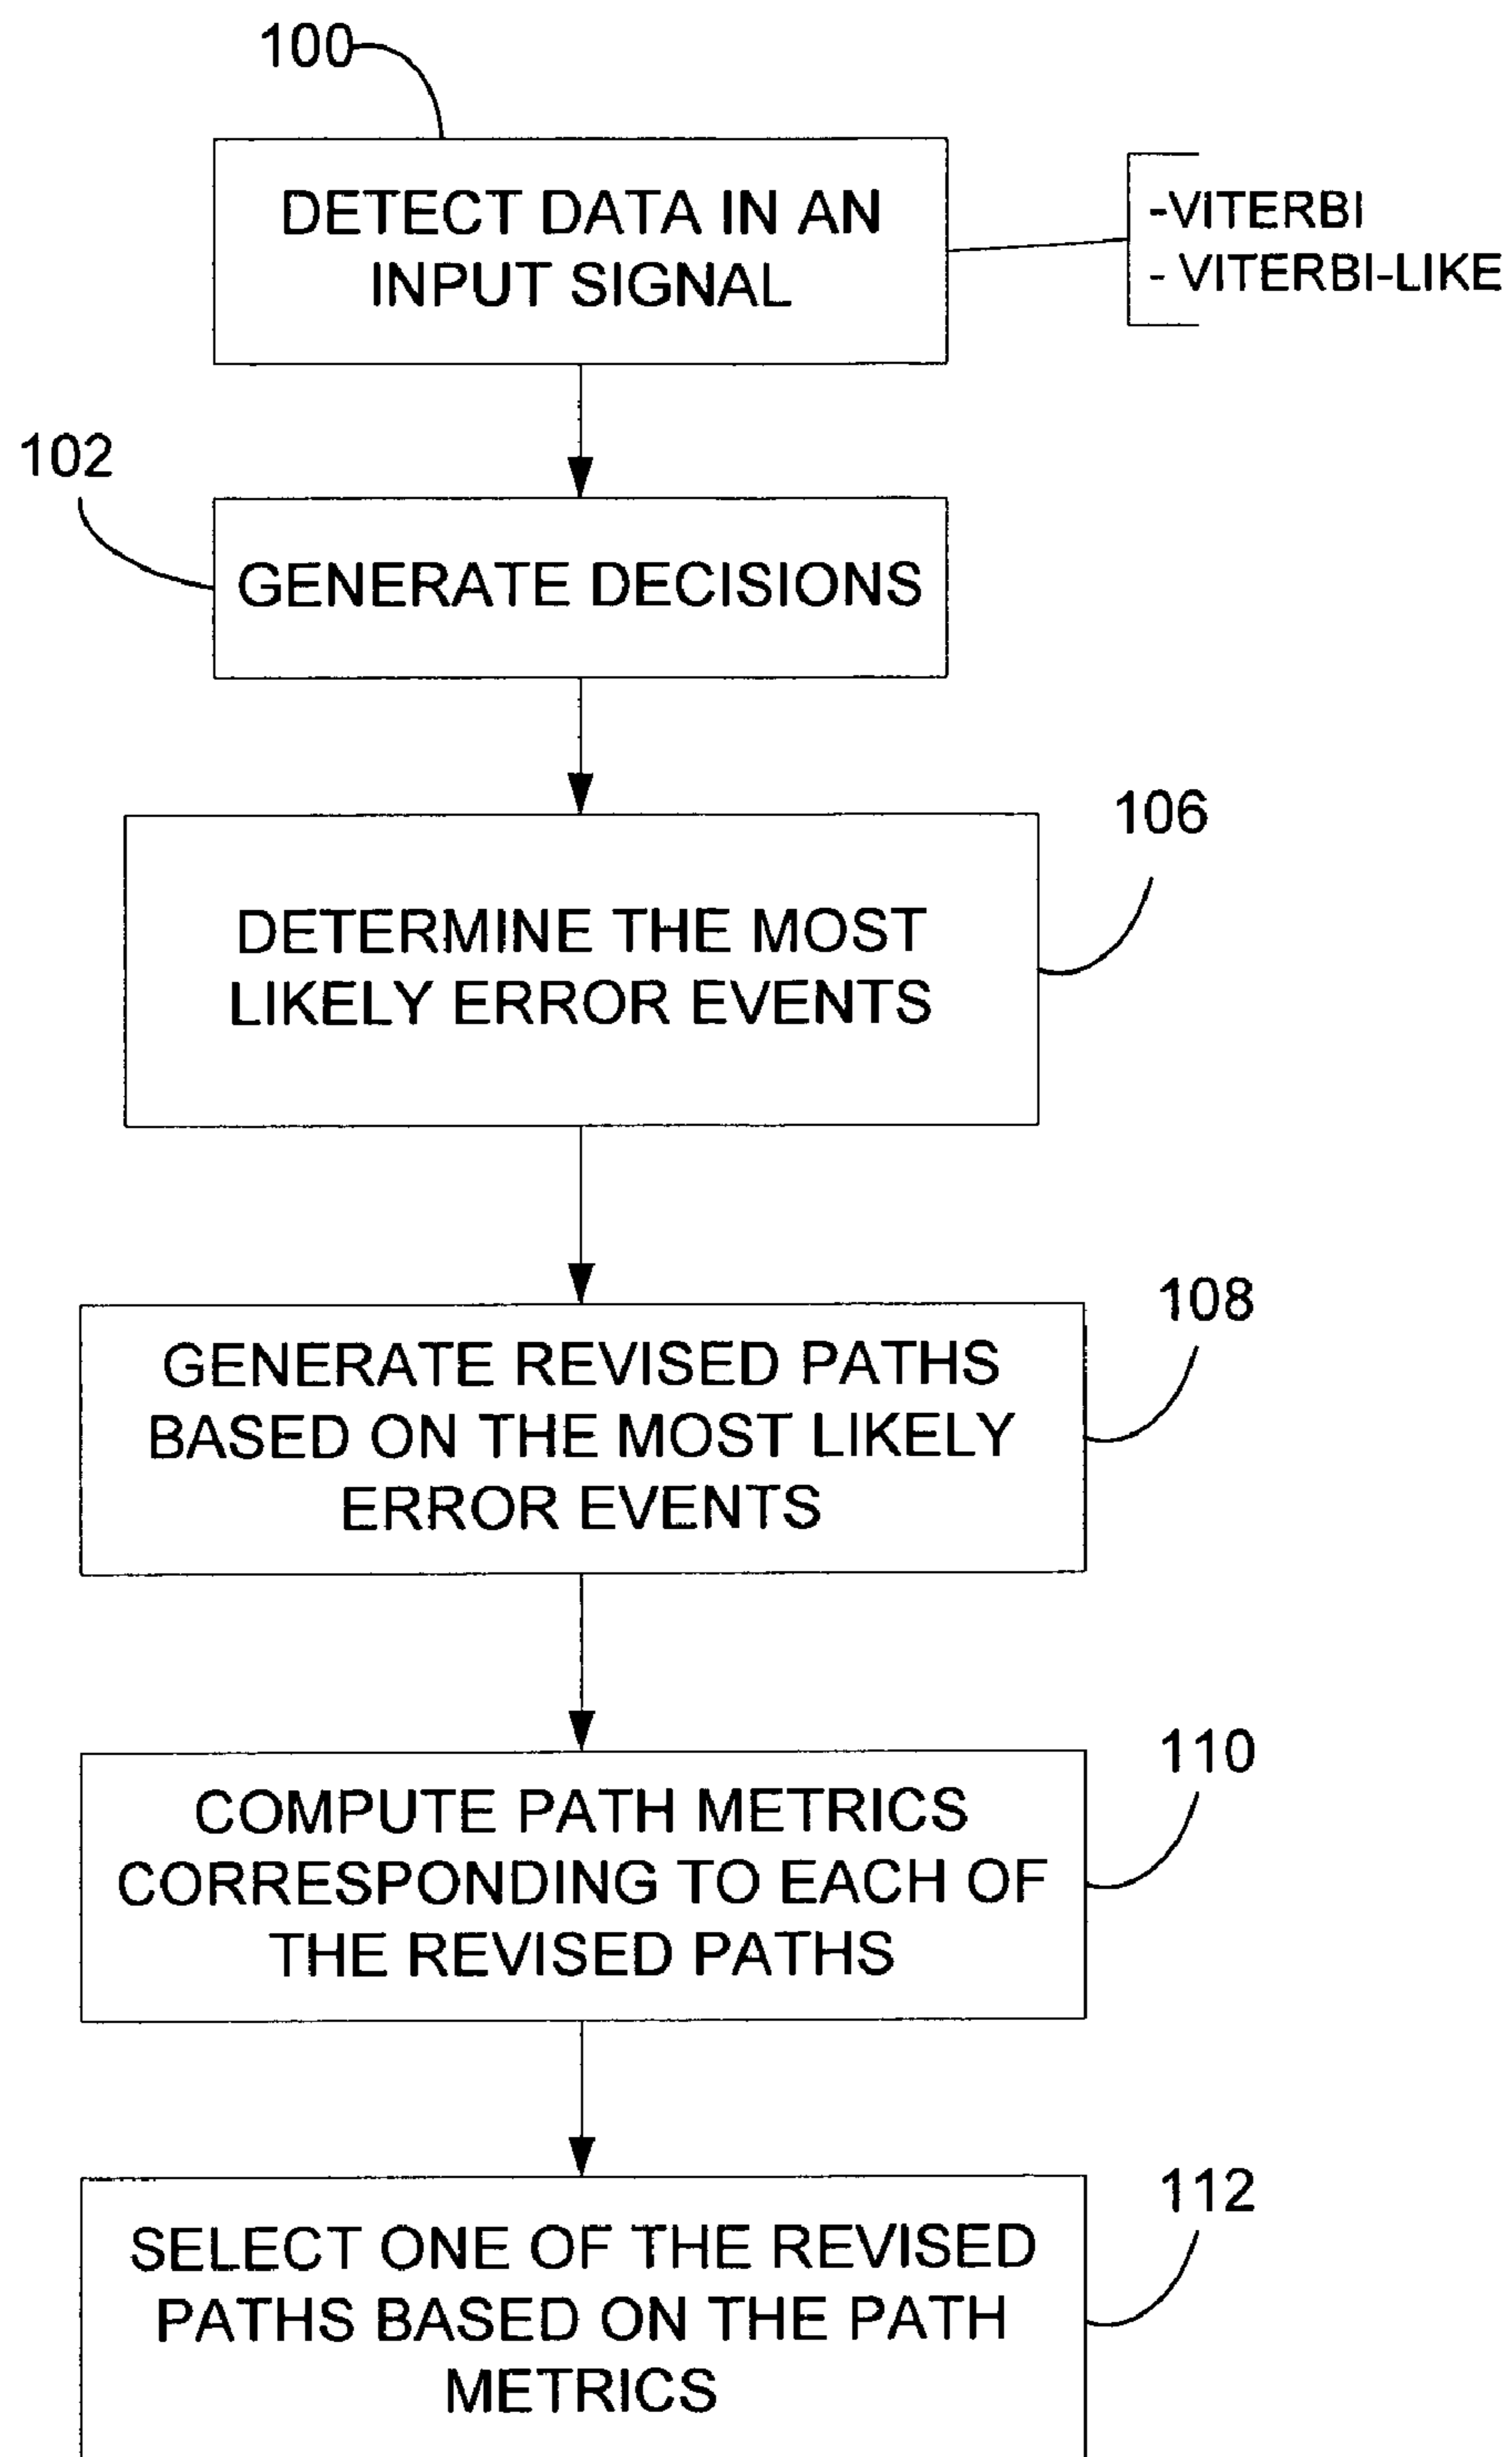 100
DETECT DATA IN AN
INPUT SIGNAL
-VITERBI
- VITERBI-LIKE
102
GENERATE DECISIONS
106
DETERMINE THE MOST
LIKELY ERROR EVENTS
108
GENERATE REVISED PATHS
BASED ON THE MOST LIKELY
ERROR EVENTS
110
COMPUTE PATH METRICS
CORRESPONDING TO EACH OF
THE REVISED PATHS
112
SELECT ONE OF THE REVISED
PATHS BASED ON THE PATH
METRICS